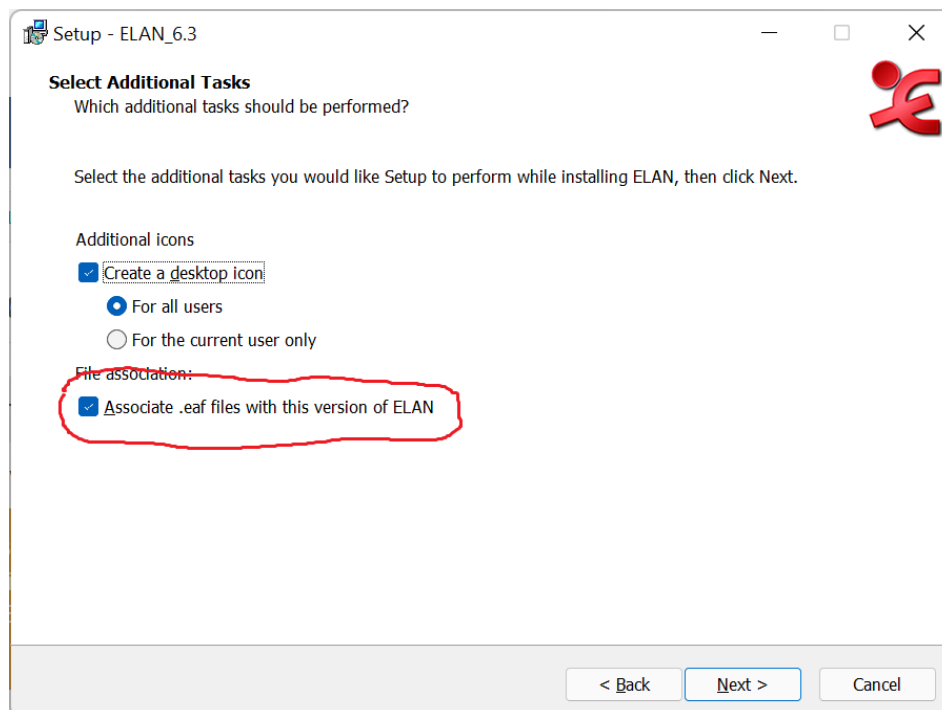 Setup - ELAN_6.3
Select Additional Tasks
Which additional tasks should be performed?
Select the additional tasks you would like Setup to perform while installing ELAN, then click Next.
Additional icons
Create a desktop icon
For all users
For the current user only
File association:
Associate .eaf files with this version of ELAN
< Back
Next >
Cancel